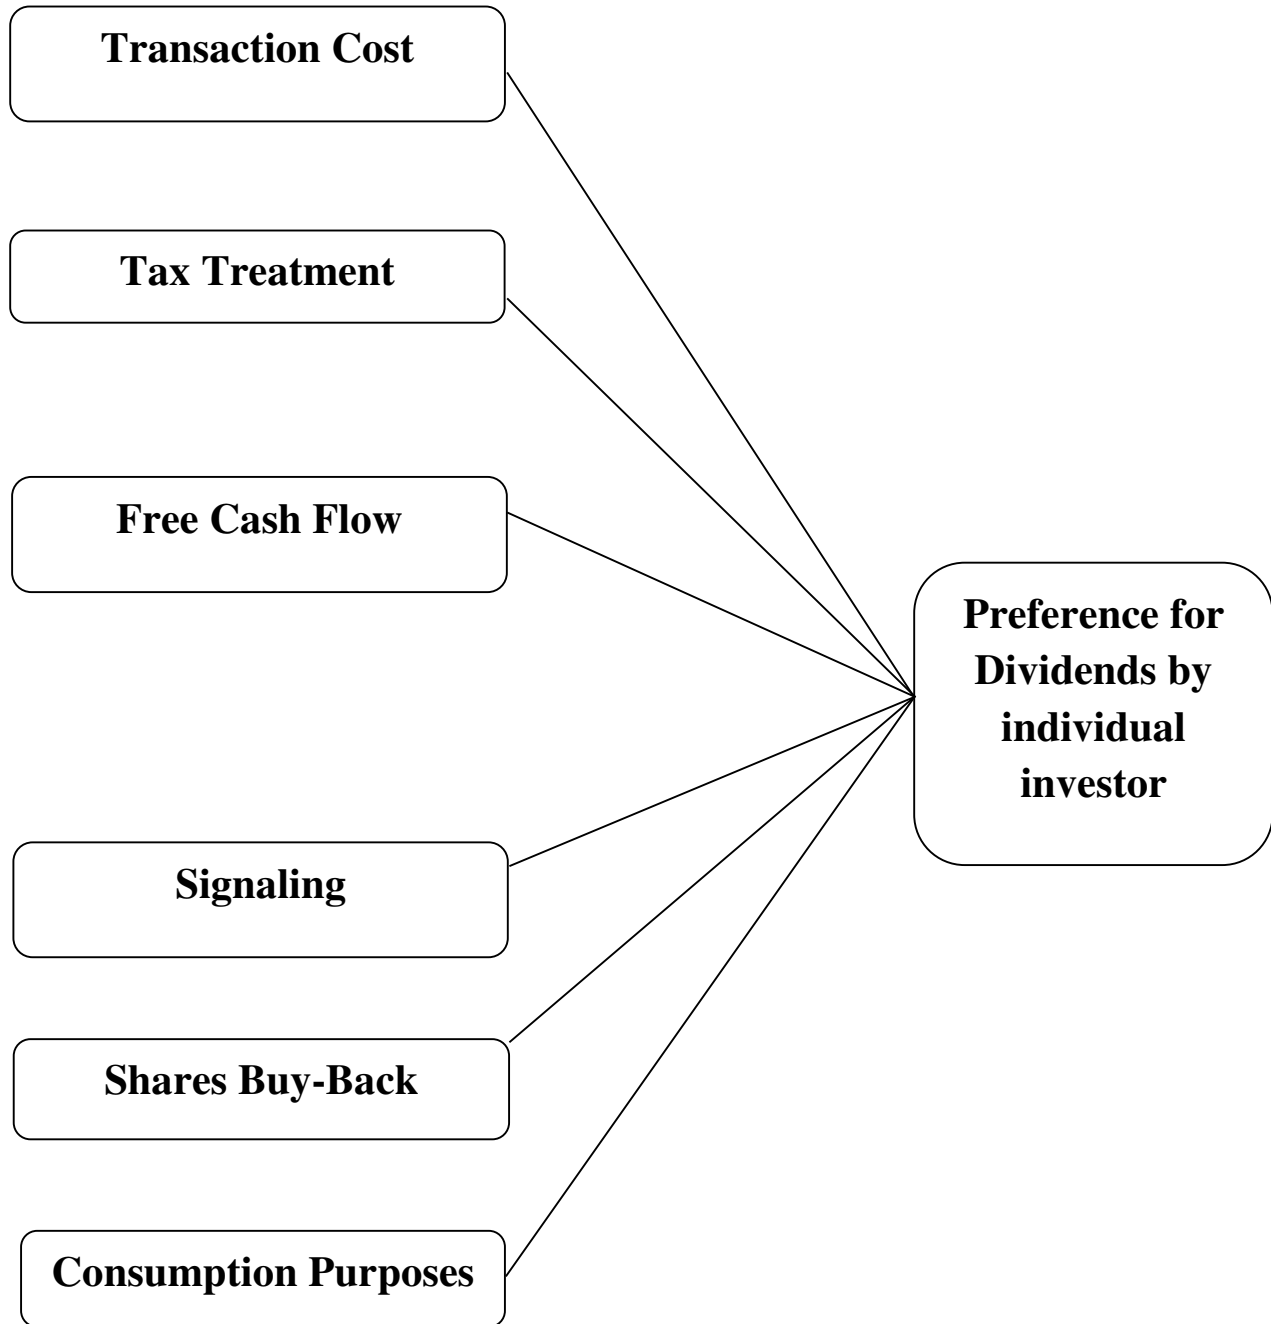 Transaction Cost
Tax Treatment
Free Cash Flow
Preference for
Dividends by
individual
investor
Signaling
Shares Buy-Back
Consumption Purposes